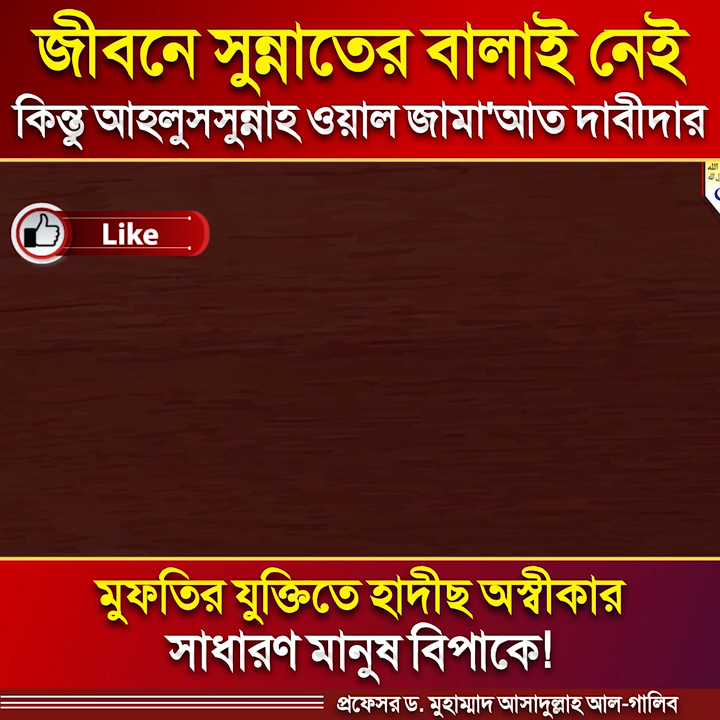 জীবনে সুন্নাতের বালাই নেই
কিন্তু আহলুসসুন্নাহ ওয়াল জামা'আত দাবীদার
Like
মুফতির যুক্তিতে হাদীছ অস্বীকার
সাধারণ মানুষ বিপাকে!
প্রফেসর ড. মুহাম্মাদ আসাদুল্লাহ আল-গালিব